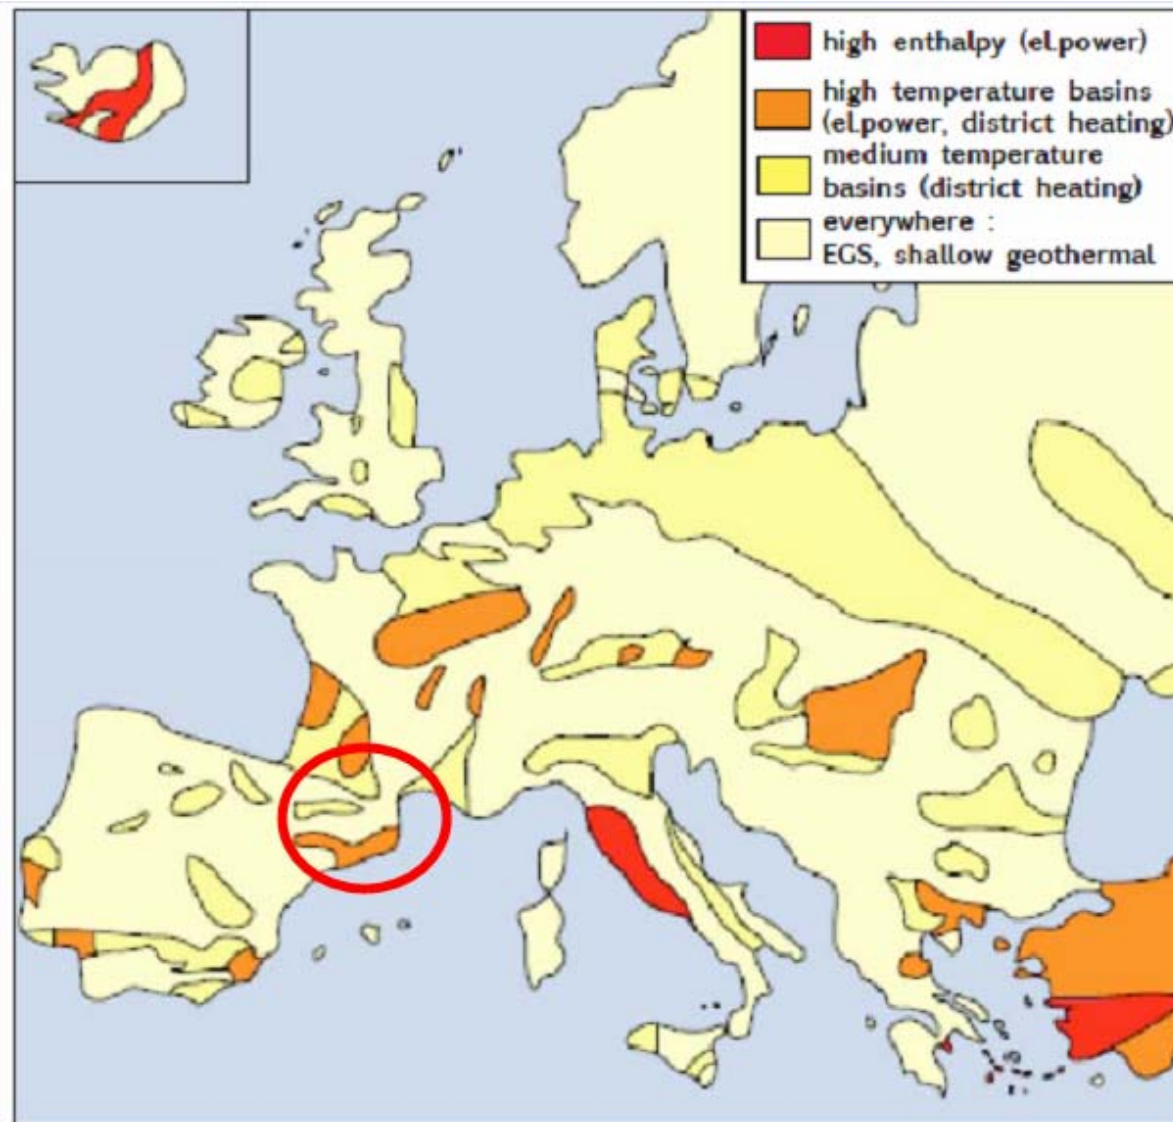 high enthalpy (el.power)
high temperature basins
(el.power, district heating)
medium temperature
basins (district heating)
everywhere :
EGS, shallow geothermal